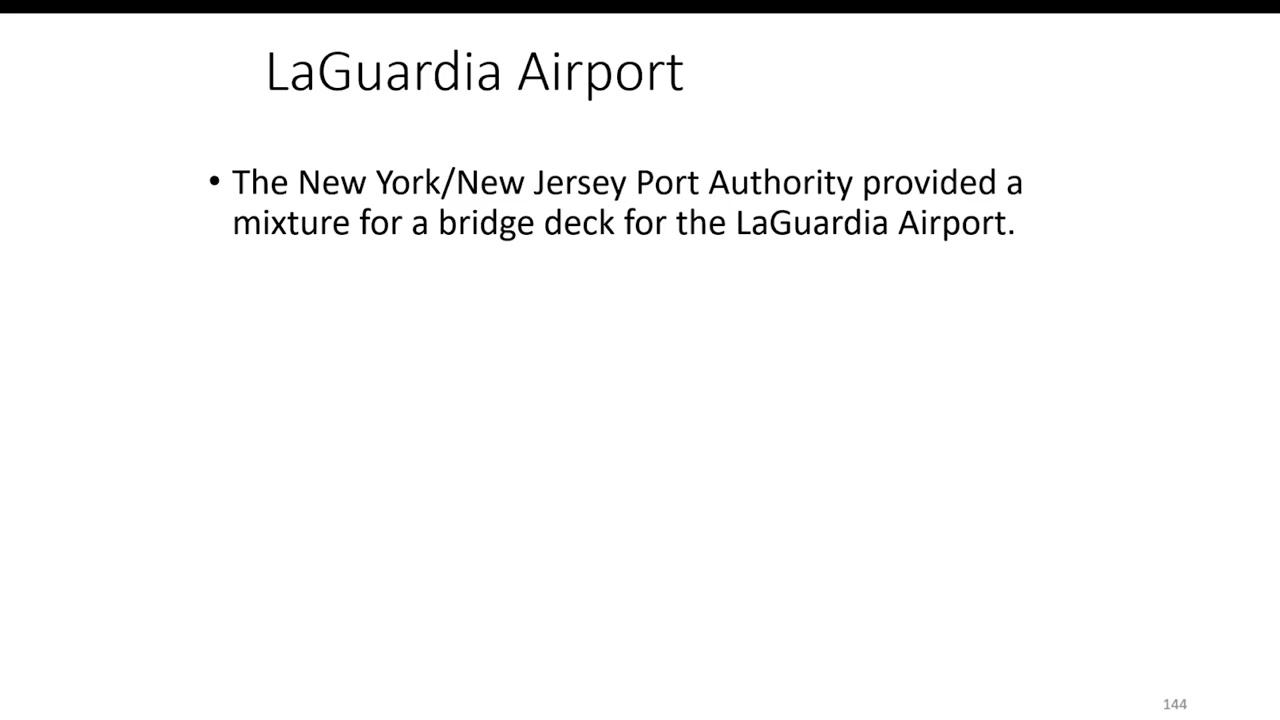 LaGuardia Airport
• The New York/New Jersey Port Authority provided a
mixture for a bridge deck for the LaGuardia Airport.
144